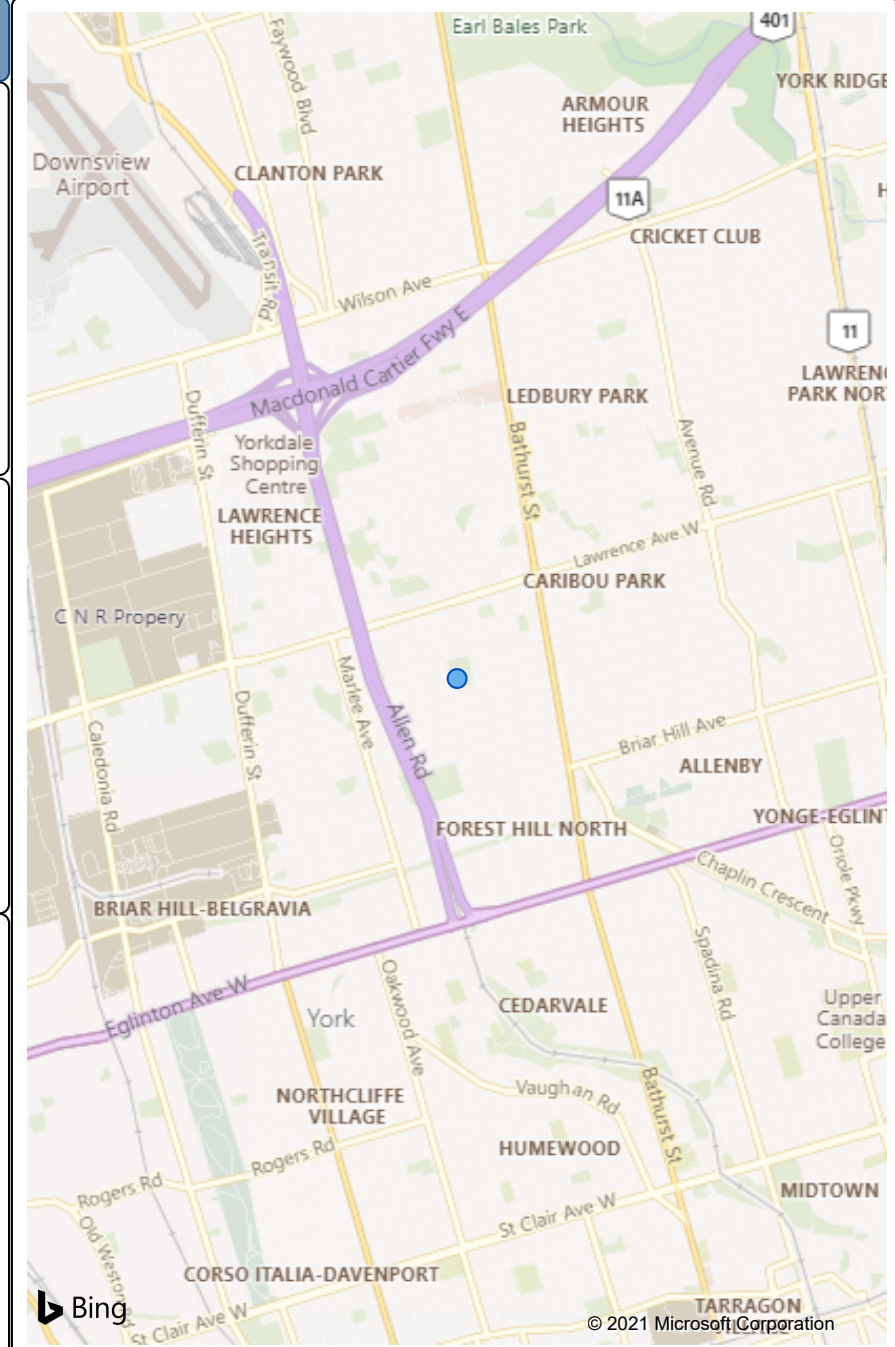 Earl Bales Park
401
Faywood Blvd
YORK RIDGE
ARMOUR
HEIGHTS
Downsview
Airport
CLANTON PARK
11A
H
CRICKET CLUB
Transit Rd
Wilson Ave
11
Macdonald Cartier Fwy E
LAWRENC
PARK NOR
LEDBURY PARK
Dufferin St
Bathurst St
Avenue Rd
Yorkdale
Shopping
Centre
LAWRENCE
HEIGHTS
Lawrence Ave W
CARIBOU PARK
C N R Propery
Marlee Ave
Allen Rd
Dufferin St
Caledonia Rd
Briar Hill Ave
ALLENBY
YONGE-EGLINT
FOREST HILL NORTH
Oriole Pkwy
Chaplin Crescent
BRIAR HILL-BELGRAVIA
Spadina Rd
Eglinton Ave W
Oakwood Ave
CEDARVALE
York
Upper
Canada
College
Bathurst St
Vaughan Rd
NORTHCLIFFE
VILLAGE
HUMEWOOD
Rogers Rd
Rogers Rd
MIDTOWN
Old Weston Rd
St Clair Ave W
CORSO ITALIA-DAVENPORT
Bing
St Clair Ave W
TARRAGON
© 2021 Microsoft Corporation